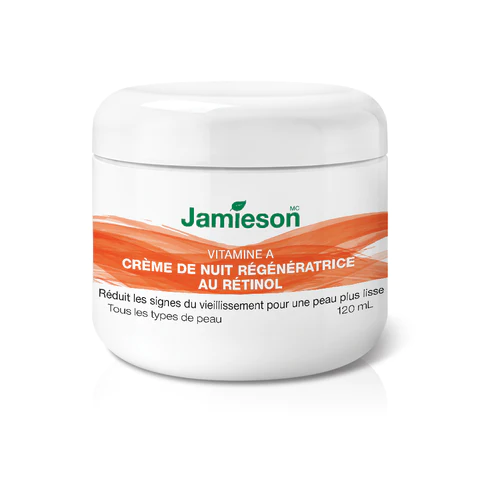 Jamieson MC
VITAMINE A
CRÈME DE NUIT RÉGÉNÉRATRICE
AU RÉTINOL
Réduit les signes du vieillissement pour une peau plus lisse
Tous les types de peau 120 mL